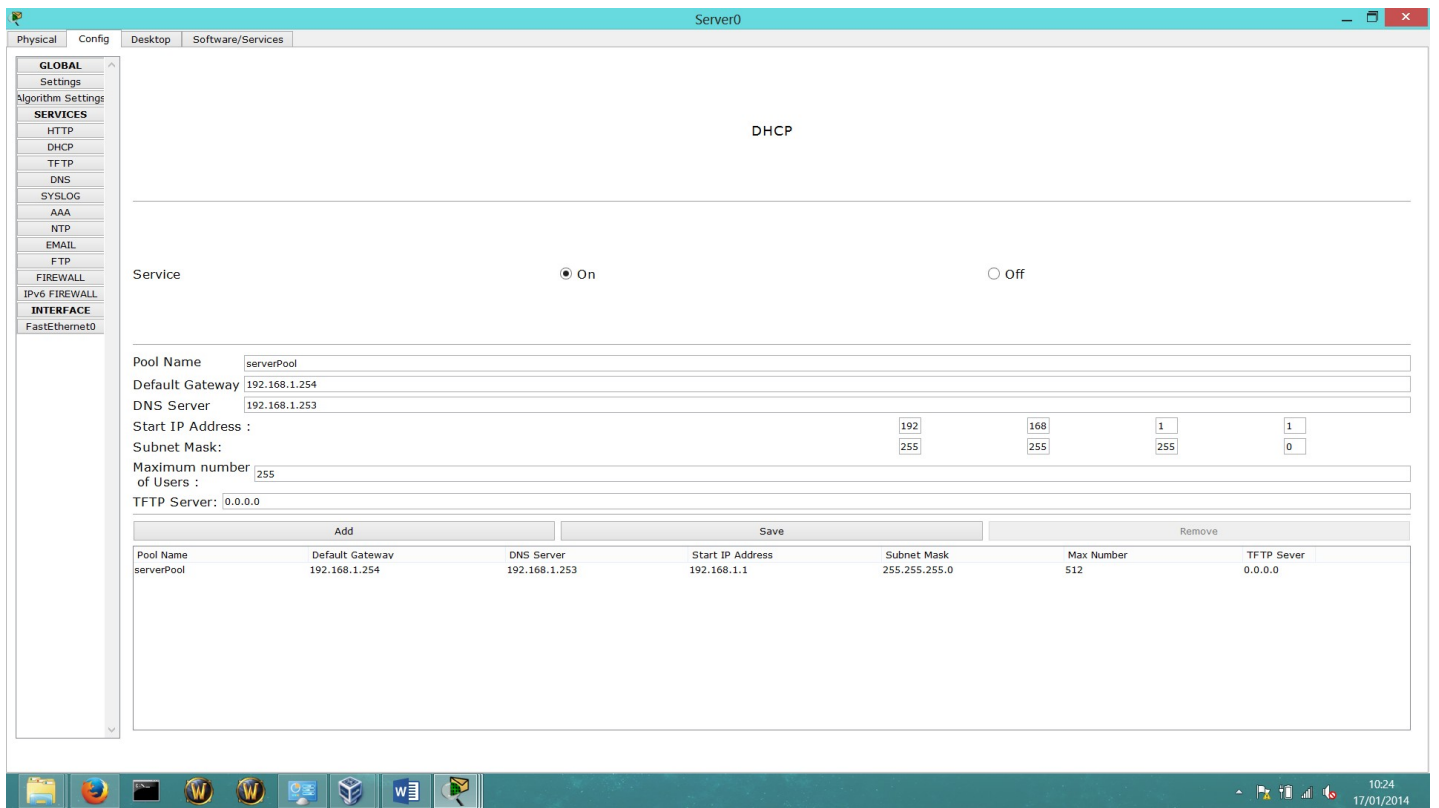 Server0
Physical Config Desktop Software/Services
GLOBAL
Settings
Algorithm Settings
SERVICES
HTTP
DHCP
TFTP
DNS
SYSLOG
AAA
NTP
EMAIL
FTP
FIREWALL
IPv6 FIREWALL
INTERFACE
FastEthernet0
DHCP
Service On Off
Pool Name serverPool
Default Gateway 192.168.1.254
DNS Server 192.168.1.253
Start IP Address : 192 168 1 1
Subnet Mask: 255 255 255 0
Maximum number
of Users : 255
TFTP Server: 0.0.0.0
Add Save Remove
Pool Name Default Gateway DNS Server Start IP Address Subnet Mask Max Number TFTP Sever
serverPool 192.168.1.254 192.168.1.253 192.168.1.1 255.255.255.0 512 0.0.0.0
10:24
17/01/2014